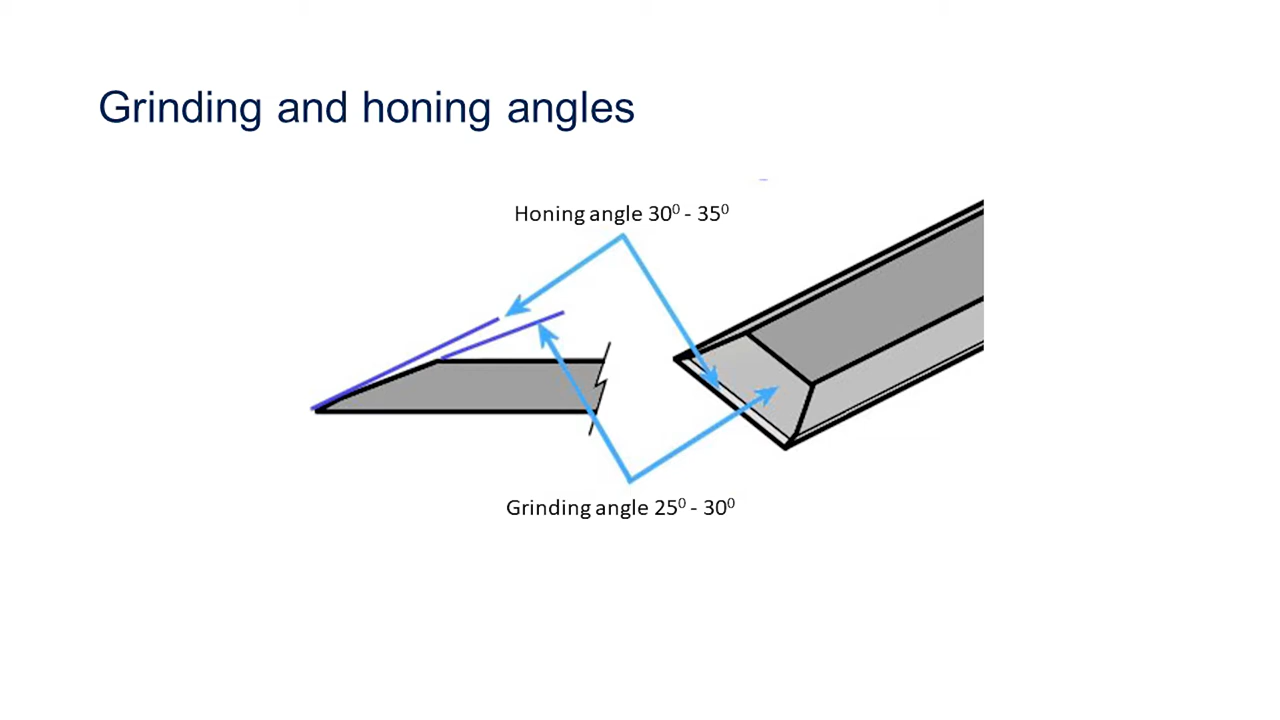 Grinding and honing angles
Honing angle 30⁰ - 35⁰
Grinding angle 25⁰ - 30⁰